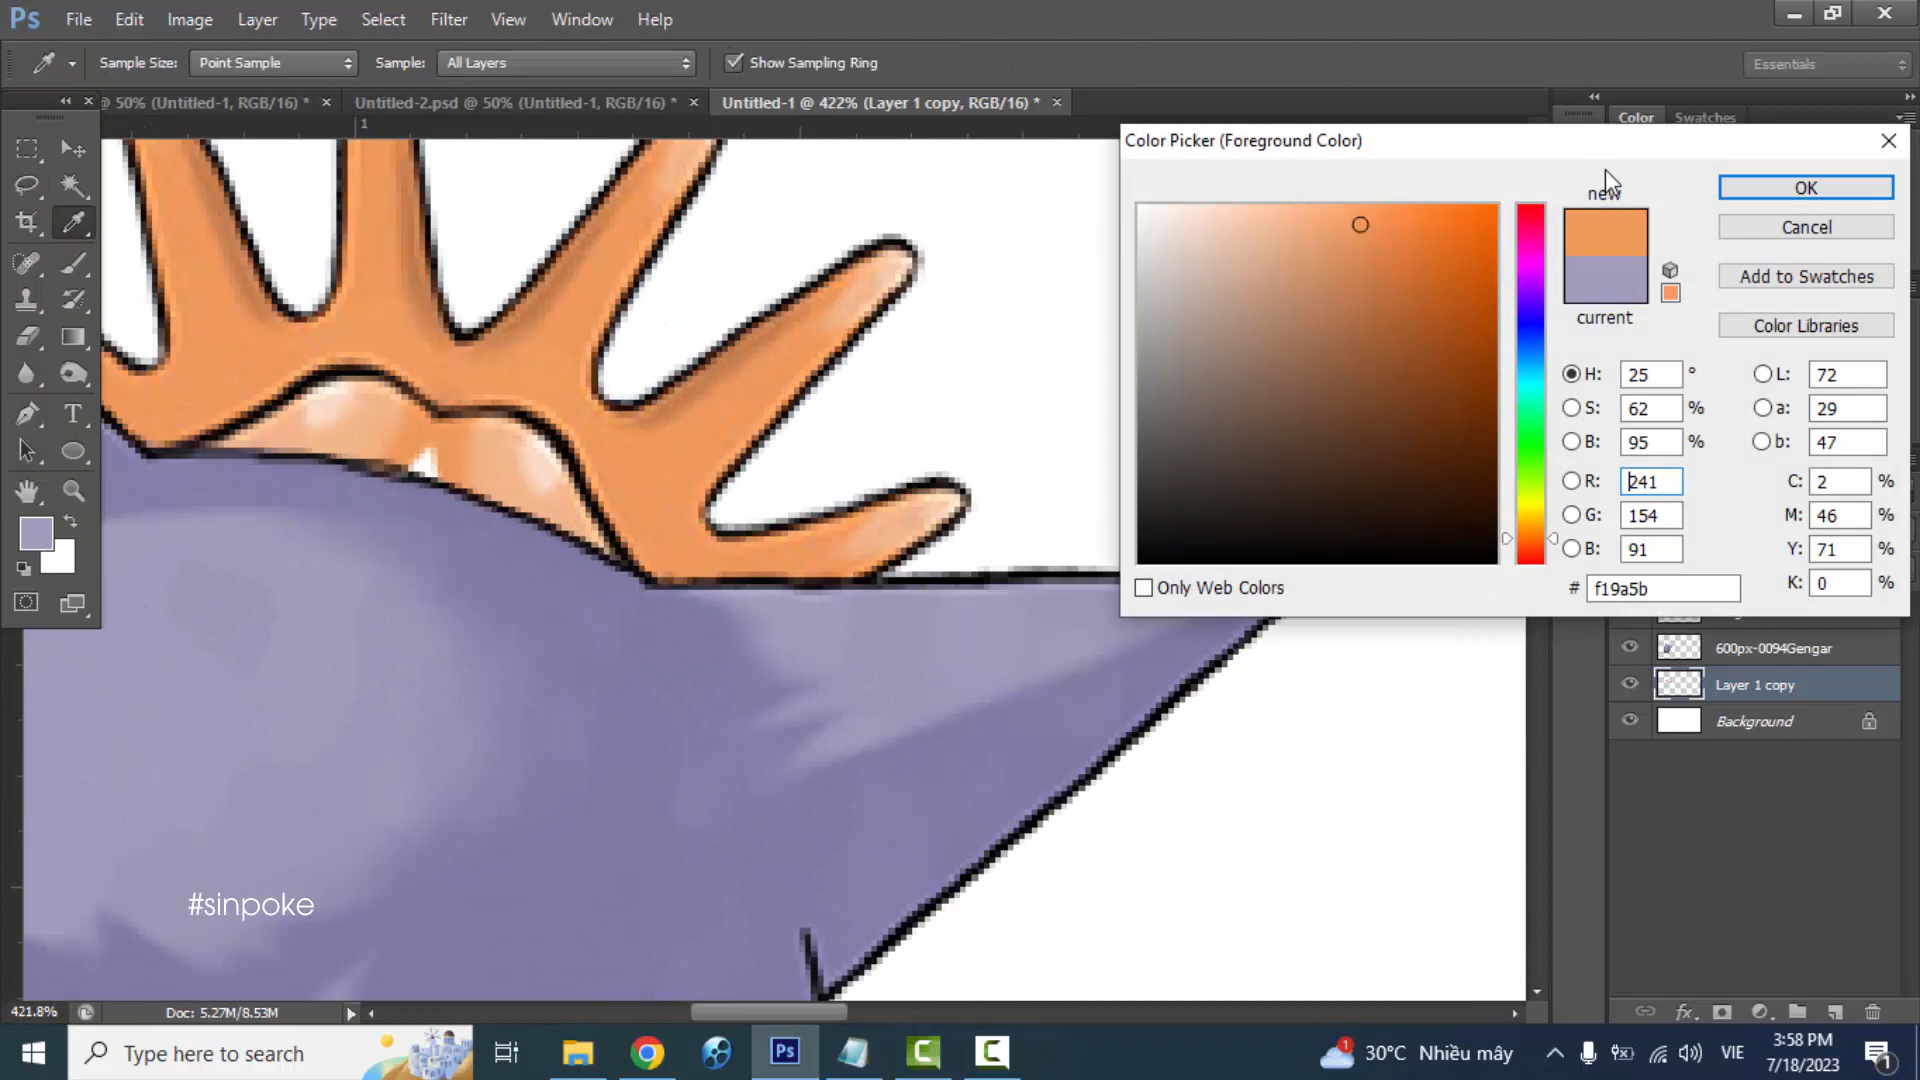 Ps File Edit Image Layer Type Select Filter View Window Help
Sample Size: Point Sample Sample: All Layers Show Sampling Ring Essentials
@ 50% (Untitled-1, RGB/16) * × Untitled-2.psd @ 50% (Untitled-1, RGB/16) * × Untitled-1 @ 422% (Layer 1 copy, RGB/16) * ×
Color Swatches
1
Color Picker (Foreground Color)
new
current
OK
Cancel
Add to Swatches
Color Libraries
H: 25 ° L: 72
S: 62 % a: 29
B: 95 % b: 47
R: 241 C: 2 %
G: 154 M: 46 %
B: 91 Y: 71 %
Only Web Colors # f19a5b K: 0 %
600px-0094Gengar
Layer 1 copy
Background
#sinpoke
421.8% Doc: 5.27M/8.53M
Type here to search
Ps
1 30°C Nhiều mây VIE
3:58 PM
7/18/2023
1